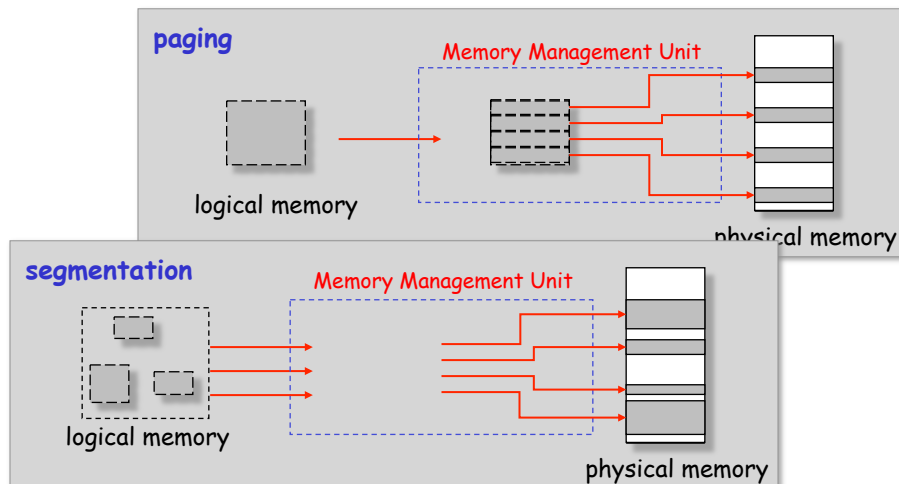 paging
Memory Management Unit
logical memory
physical memory
segmentation
Memory Management Unit
logical memory
physical memory